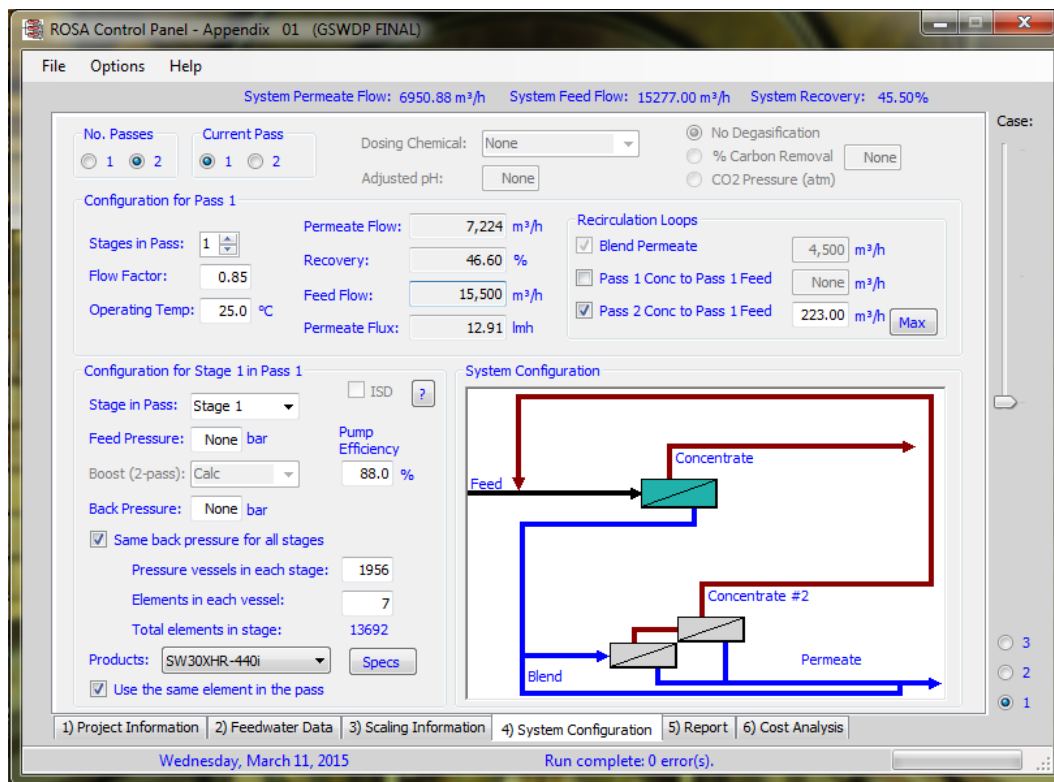 ROSA Control Panel - Appendix 01 (GSWDP FINAL)
File Options Help
System Permeate Flow: 6950.88 m³/h System Feed Flow: 15277.00 m³/h System Recovery: 45.50%
Case:
No. Passes
1 2
Current Pass
1 2
Dosing Chemical: None
Adjusted pH: None
No Degasification
% Carbon Removal None
CO2 Pressure (atm)
Configuration for Pass 1
Stages in Pass: 1
Flow Factor: 0.85
Operating Temp: 25.0 ºC
Permeate Flow: 7,224 m³/h
Recovery: 46.60 %
Feed Flow: 15,500 m³/h
Permeate Flux: 12.91 lmh
Recirculation Loops
Blend Permeate 4,500 m³/h
Pass 1 Conc to Pass 1 Feed None m³/h
Pass 2 Conc to Pass 1 Feed 223.00 m³/h Max
Configuration for Stage 1 in Pass 1
ISD ?
Stage in Pass: Stage 1
Feed Pressure: None bar
Pump
Efficiency
88.0 %
Boost (2-pass): Calc
Back Pressure: None bar
Same back pressure for all stages
Pressure vessels in each stage: 1956
Elements in each vessel: 7
Total elements in stage: 13692
Products: SW30XHR-440i Specs
Use the same element in the pass
System Configuration
Concentrate
Feed
Concentrate #2
Blend
Permeate
3
2
1
1) Project Information 2) Feedwater Data 3) Scaling Information 4) System Configuration 5) Report 6) Cost Analysis
Wednesday, March 11, 2015 Run complete: 0 error(s).